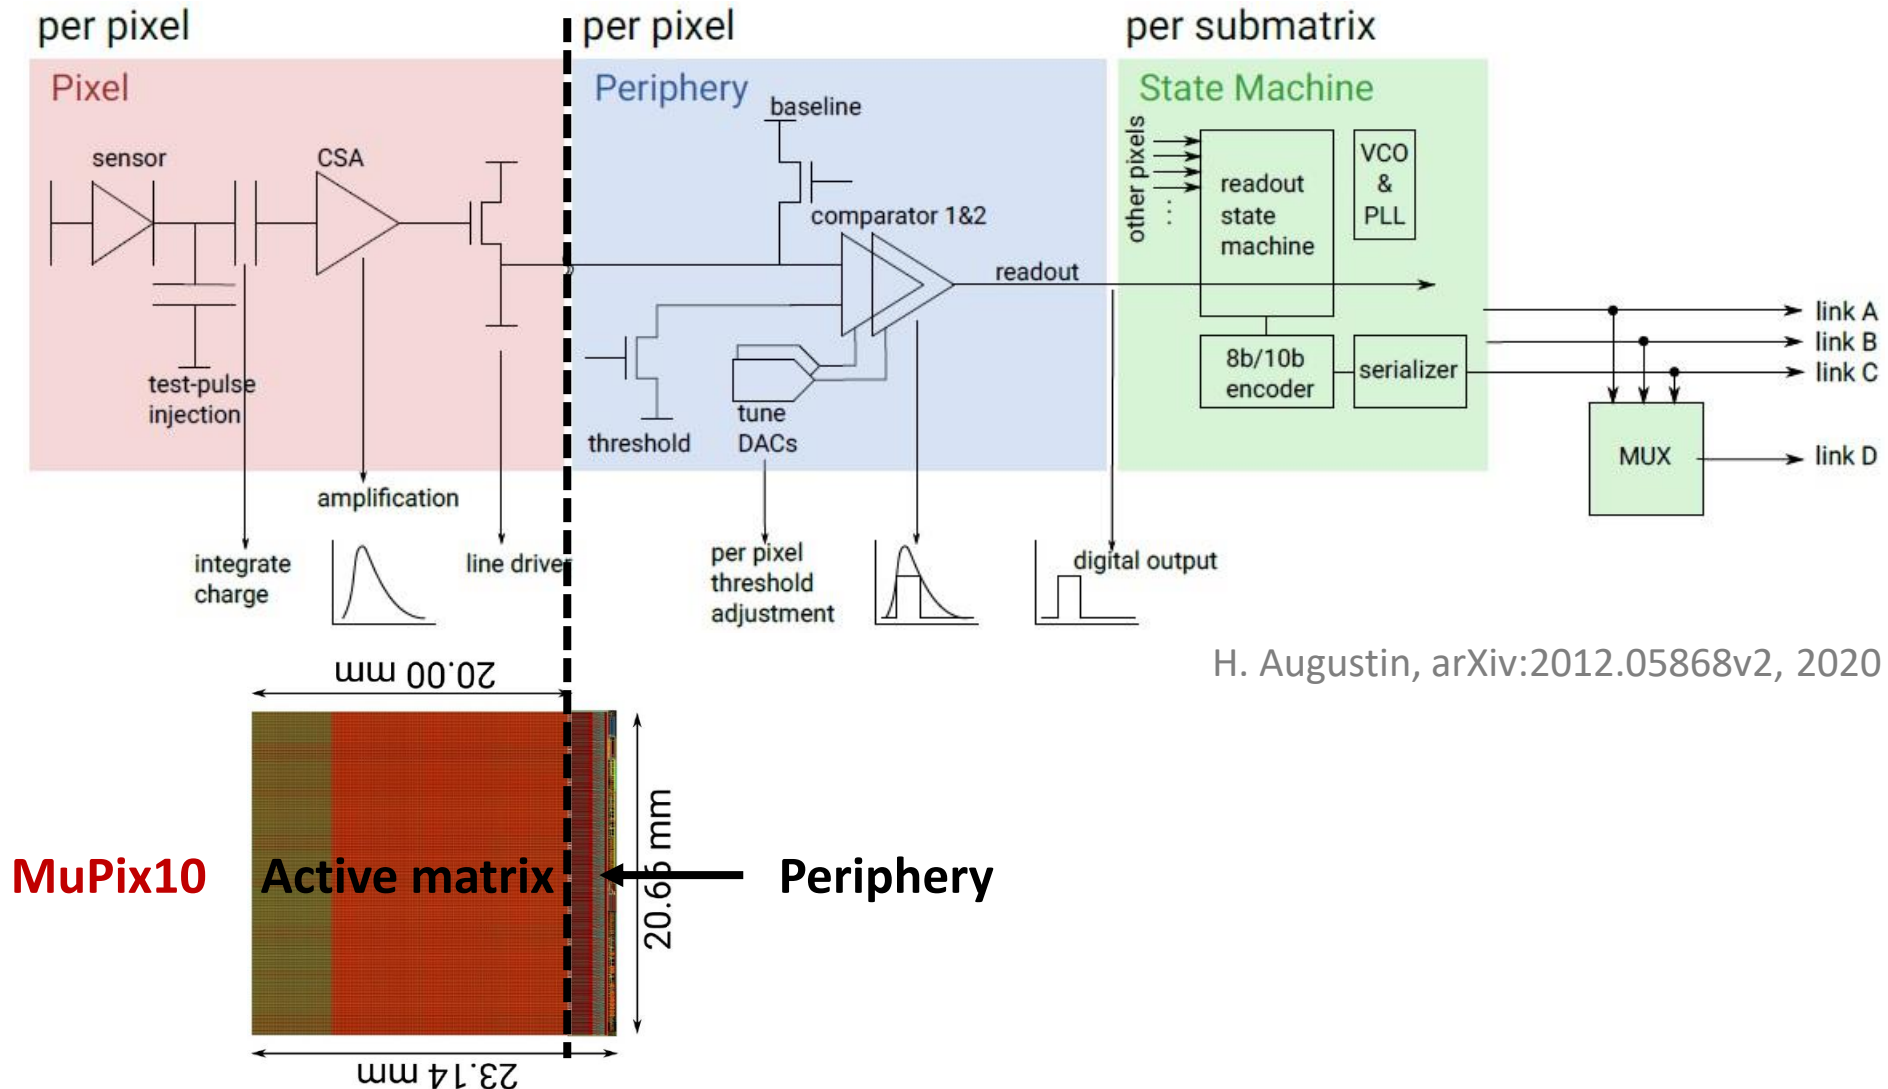 per pixel
per pixel
per submatrix
Pixel
Periphery
State Machine
baseline
sensor
CSA
comparator 1&2
other pixels
readout
state
machine
VCO
&
PLL
readout
test-pulse
injection
threshold
tune
DACs
8b/10b
encoder
serializer
link A
link B
link C
MUX
link D
amplification
integrate
charge
line driver
per pixel
threshold
adjustment
digital output
H. Augustin, arXiv:2012.05868v2, 2020
20.00 mm
20.66 mm
MuPix10
Active matrix
Periphery
23.14 mm